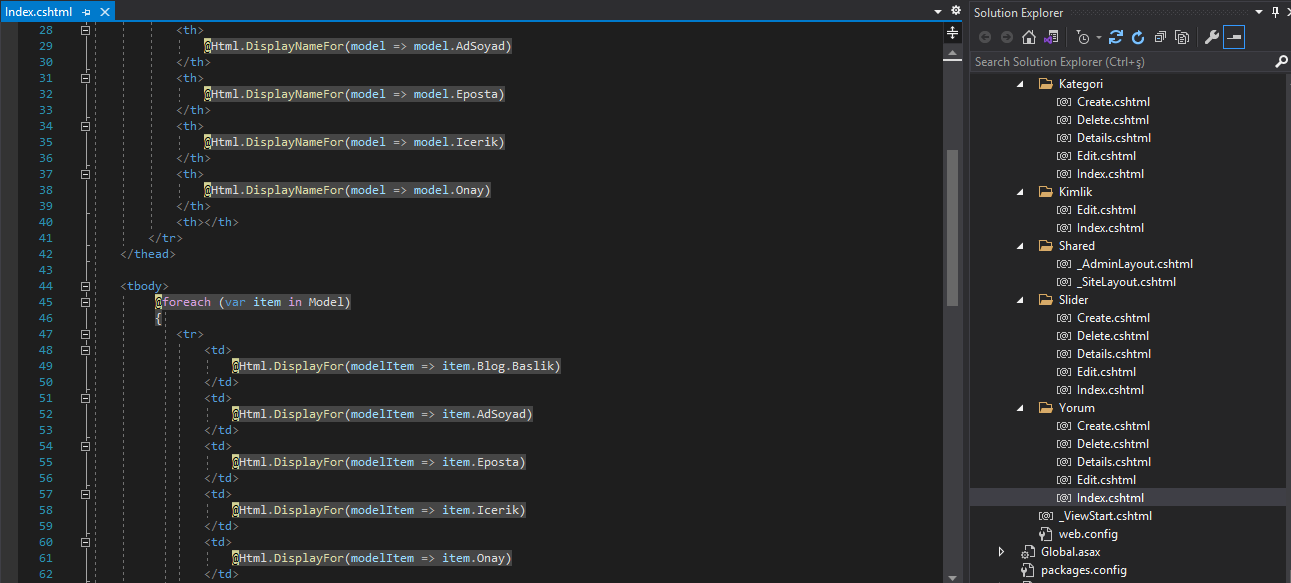 Index.cshtml
28 <th>
29 @Html.DisplayNameFor(model => model.AdSoyad)
30 </th>
31 <th>
32 @Html.DisplayNameFor(model => model.Eposta)
33 </th>
34 <th>
35 @Html.DisplayNameFor(model => model.Icerik)
36 </th>
37 <th>
38 @Html.DisplayNameFor(model => model.Onay)
39 </th>
40 <th></th>
41 </tr>
42 </thead>
43
44 <tbody>
45 @foreach (var item in Model)
46 {
47 <tr>
48 <td>
49 @Html.DisplayFor(modelItem => item.Blog.Baslik)
50 </td>
51 <td>
52 @Html.DisplayFor(modelItem => item.AdSoyad)
53 </td>
54 <td>
55 @Html.DisplayFor(modelItem => item.Eposta)
56 </td>
57 <td>
58 @Html.DisplayFor(modelItem => item.Icerik)
59 </td>
60 <td>
61 @Html.DisplayFor(modelItem => item.Onay)
62 </td>
Solution Explorer
Search Solution Explorer (Ctrl+ş)
Kategori
Create.cshtml
Delete.cshtml
Details.cshtml
Edit.cshtml
Index.cshtml
Kimlik
Edit.cshtml
Index.cshtml
Shared
_AdminLayout.cshtml
_SiteLayout.cshtml
Slider
Create.cshtml
Delete.cshtml
Details.cshtml
Edit.cshtml
Index.cshtml
Yorum
Create.cshtml
Delete.cshtml
Details.cshtml
Edit.cshtml
Index.cshtml
_ViewStart.cshtml
web.config
Global.asax
packages.config